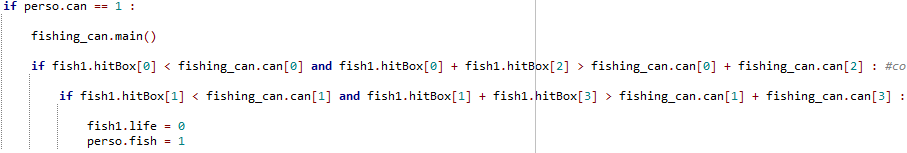 if perso.can == 1 :
fishing_can.main()
if fish1.hitBox[0] < fishing_can.can[0] and fish1.hitBox[0] + fish1.hitBox[2] > fishing_can.can[0] + fishing_can.can[2] : #co
if fish1.hitBox[1] < fishing_can.can[1] and fish1.hitBox[1] + fish1.hitBox[3] > fishing_can.can[1] + fishing_can.can[3] :
fish1.life = 0
perso.fish = 1